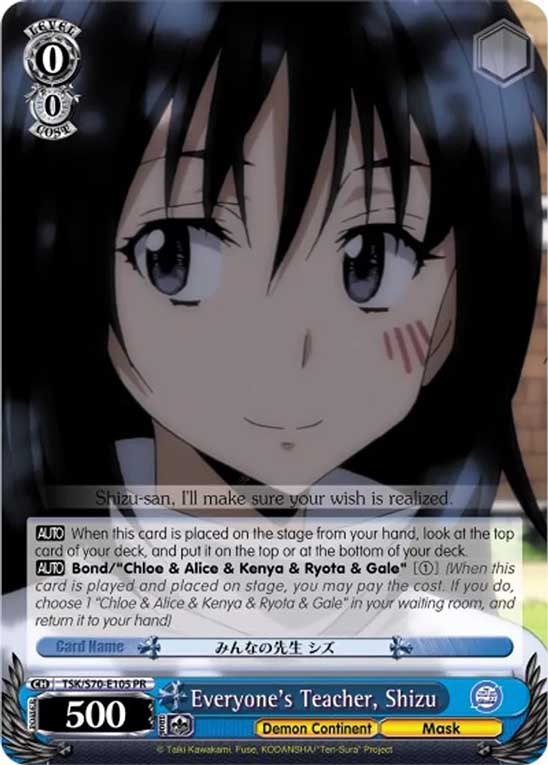 LEVEL
0
0
COST
Shizu-san, I'll make sure your wish is realized.
AUTO When this card is placed on the stage from your hand, look at the top
card of your deck, and put it on the top or at the bottom of your deck.
AUTO Bond/"Chloe & Alice & Kenya & Ryota & Gale" [①] (When this
card is played and placed on stage, you may pay the cost. If you do,
choose 1 "Chloe & Alice & Kenya & Ryota & Gale" in your waiting room, and
return it to your hand)
Card Name みんなの先生 シズ
CH TSK/S70-E105 PR
Everyone's Teacher, Shizu
POWER
500
Demon Continent
Mask
© Taiki Kawakami, Fuse, KODANSHA/"Ten-Sura" Project